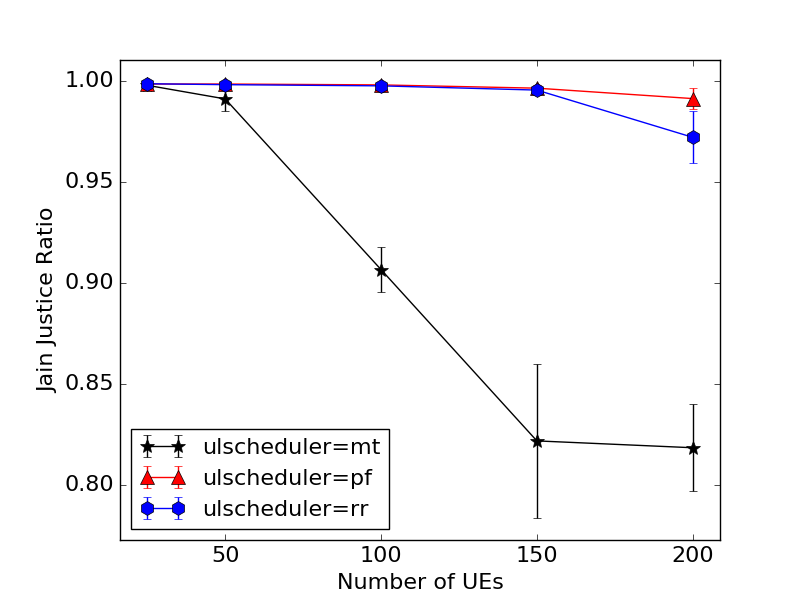 1.00
0.95
0.90
0.85
0.80
Jain Justice Ratio
ulscheduler=mt
ulscheduler=pf
ulscheduler=rr
50
100
150
200
Number of UEs